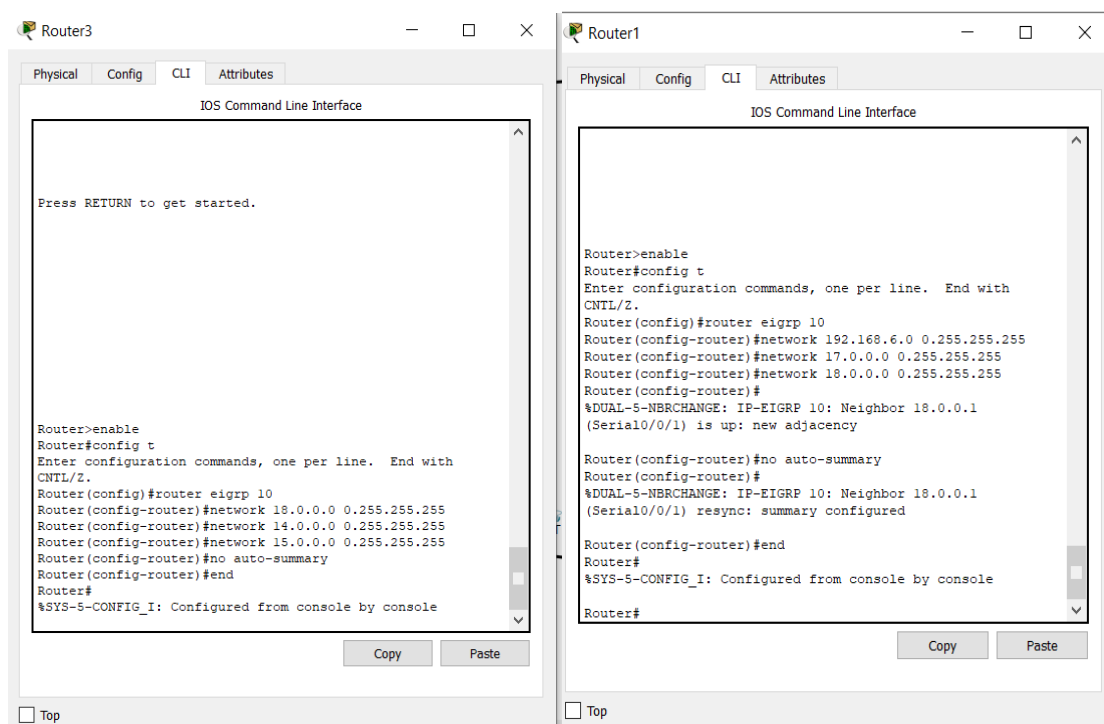 Router3
Physical Config CLI Attributes
IOS Command Line Interface
Press RETURN to get started.
Router>enable
Router#config t
Enter configuration commands, one per line.  End with
CNTL/Z.
Router(config)#router eigrp 10
Router(config-router)#network 18.0.0.0 0.255.255.255
Router(config-router)#network 14.0.0.0 0.255.255.255
Router(config-router)#network 15.0.0.0 0.255.255.255
Router(config-router)#no auto-summary
Router(config-router)#end
Router#
%SYS-5-CONFIG_I: Configured from console by console
Copy Paste
Top
Router1
Physical Config CLI Attributes
IOS Command Line Interface
Router>enable
Router#config t
Enter configuration commands, one per line.  End with
CNTL/Z.
Router(config)#router eigrp 10
Router(config-router)#network 192.168.6.0 0.255.255.255
Router(config-router)#network 17.0.0.0 0.255.255.255
Router(config-router)#network 18.0.0.0 0.255.255.255
Router(config-router)#
%DUAL-5-NBRCHANGE: IP-EIGRP 10: Neighbor 18.0.0.1
(Serial0/0/1) is up: new adjacency
Router(config-router)#no auto-summary
Router(config-router)#
%DUAL-5-NBRCHANGE: IP-EIGRP 10: Neighbor 18.0.0.1
(Serial0/0/1) resync: summary configured
Router(config-router)#end
Router#
%SYS-5-CONFIG_I: Configured from console by console
Router#
Copy Paste
Top